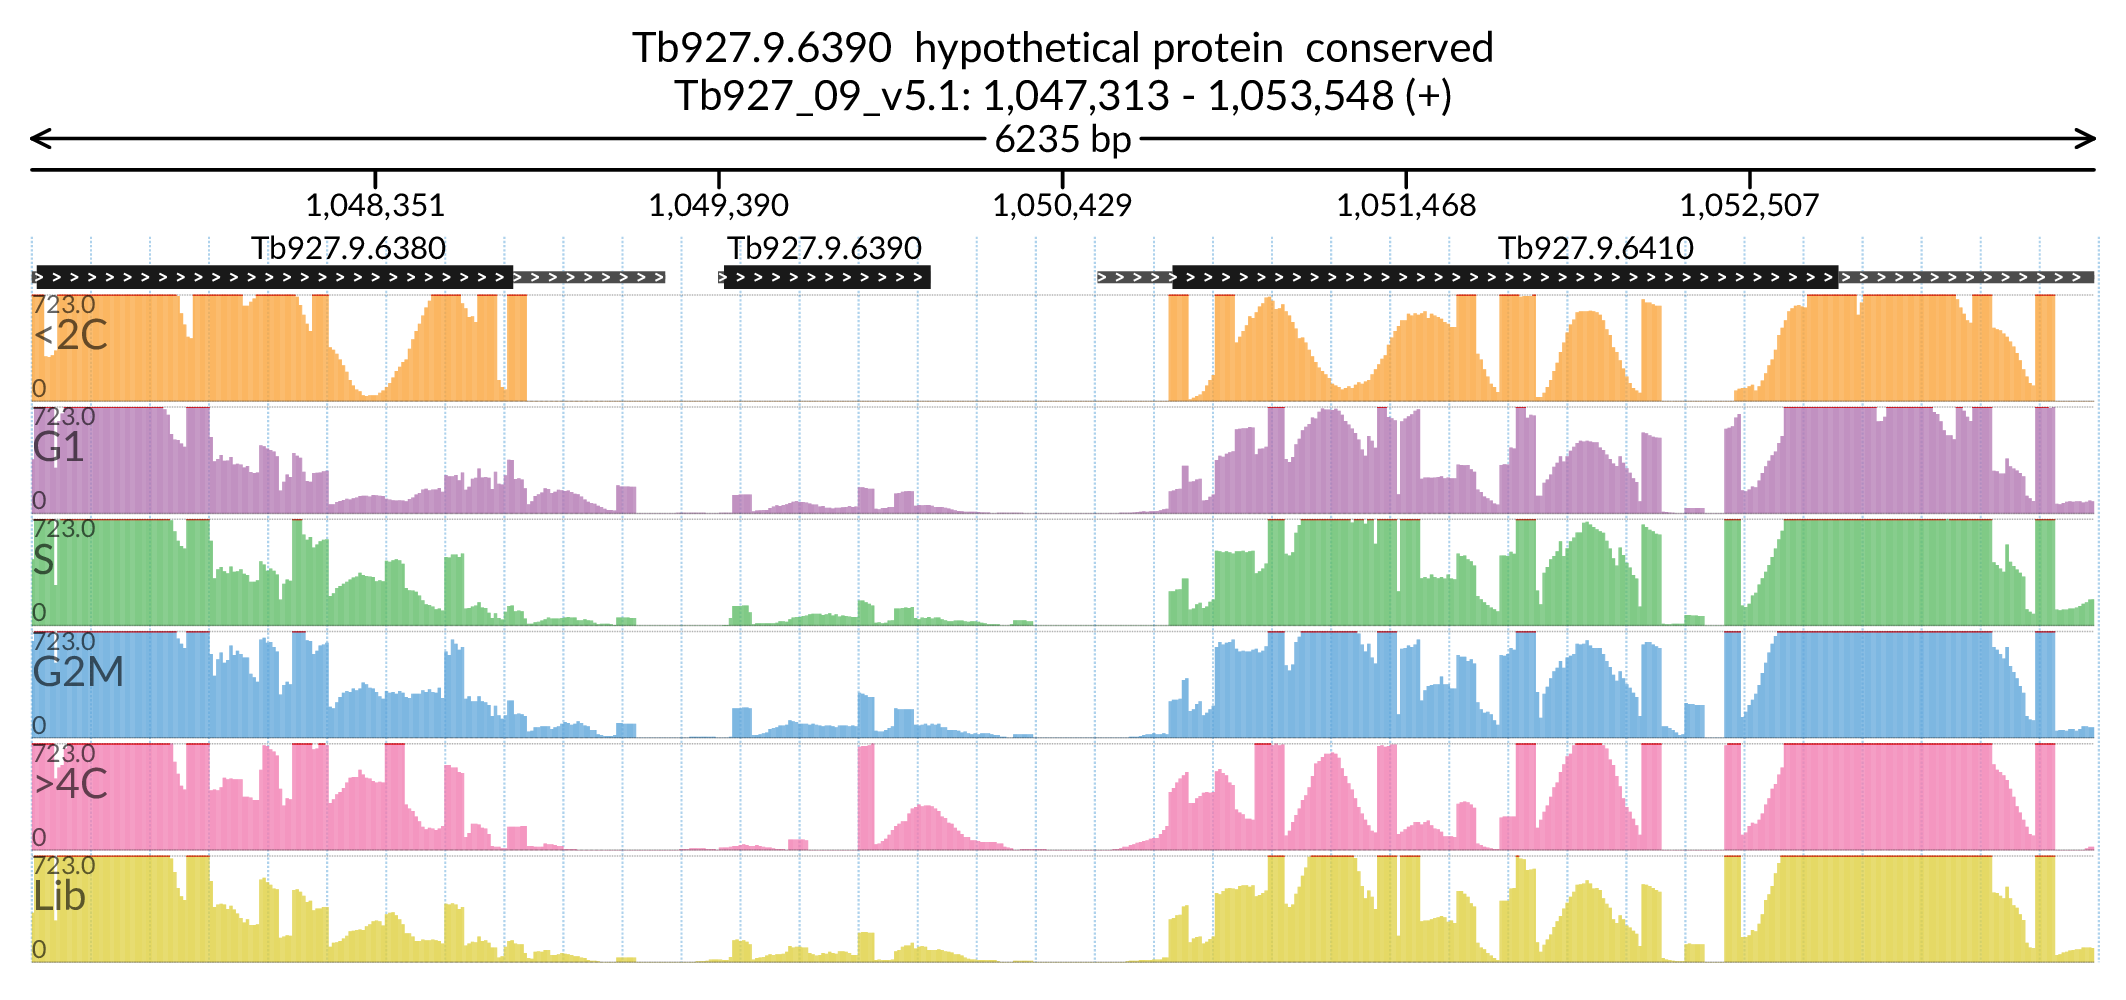 Tb927.9.6390 hypothetical protein conserved
Tb927_09_v5.1: 1,047,313 - 1,053,548 (+)
6235 bp
1,048,351 1,049,390 1,050,429 1,051,468 1,052,507
Tb927.9.6380 Tb927.9.6390 Tb927.9.6410
723.0
<2C
0
723.0
G1
0
723.0
S
0
723.0
G2M
0
723.0
>4C
0
723.0
Lib
0